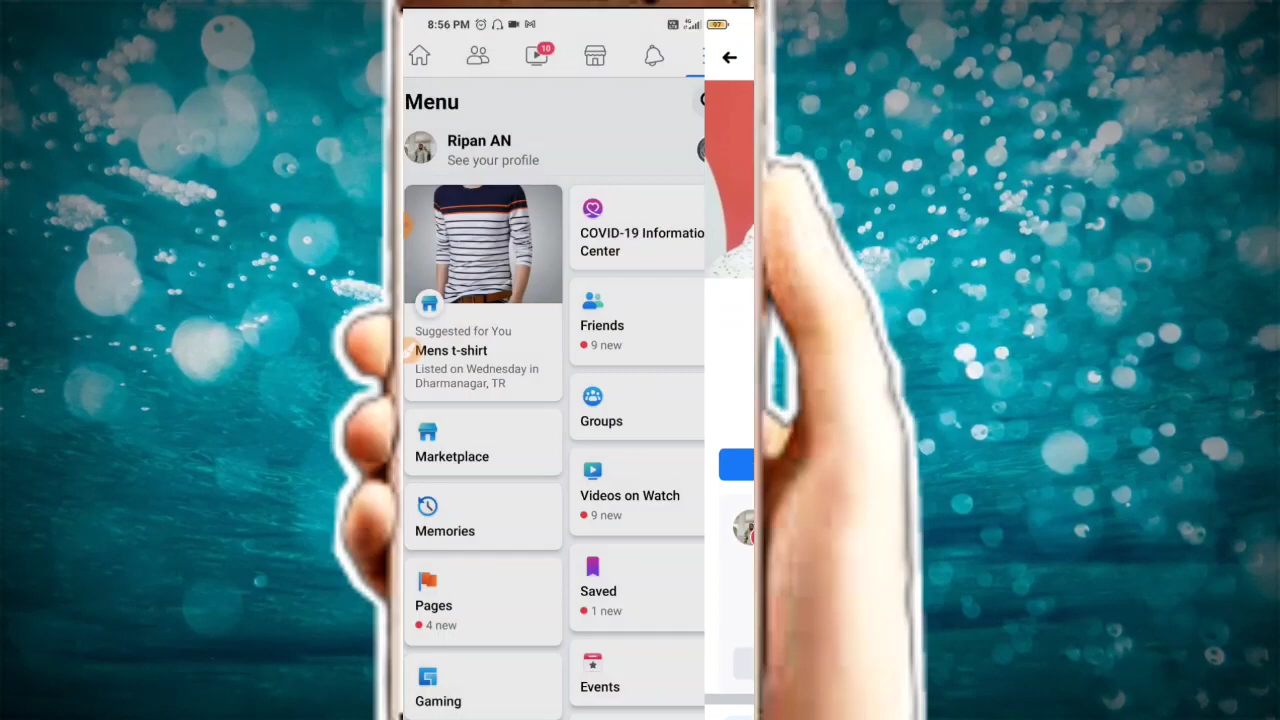 8:56 PM
97
10
Menu
Ripan AN
See your profile
COVID-19 Informatio
Center
Suggested for You
Mens t-shirt
Listed on Wednesday in
Dharmanagar, TR
Friends
9 new
Groups
Marketplace
Videos on Watch
9 new
Memories
Saved
1 new
Pages
4 new
Events
Gaming